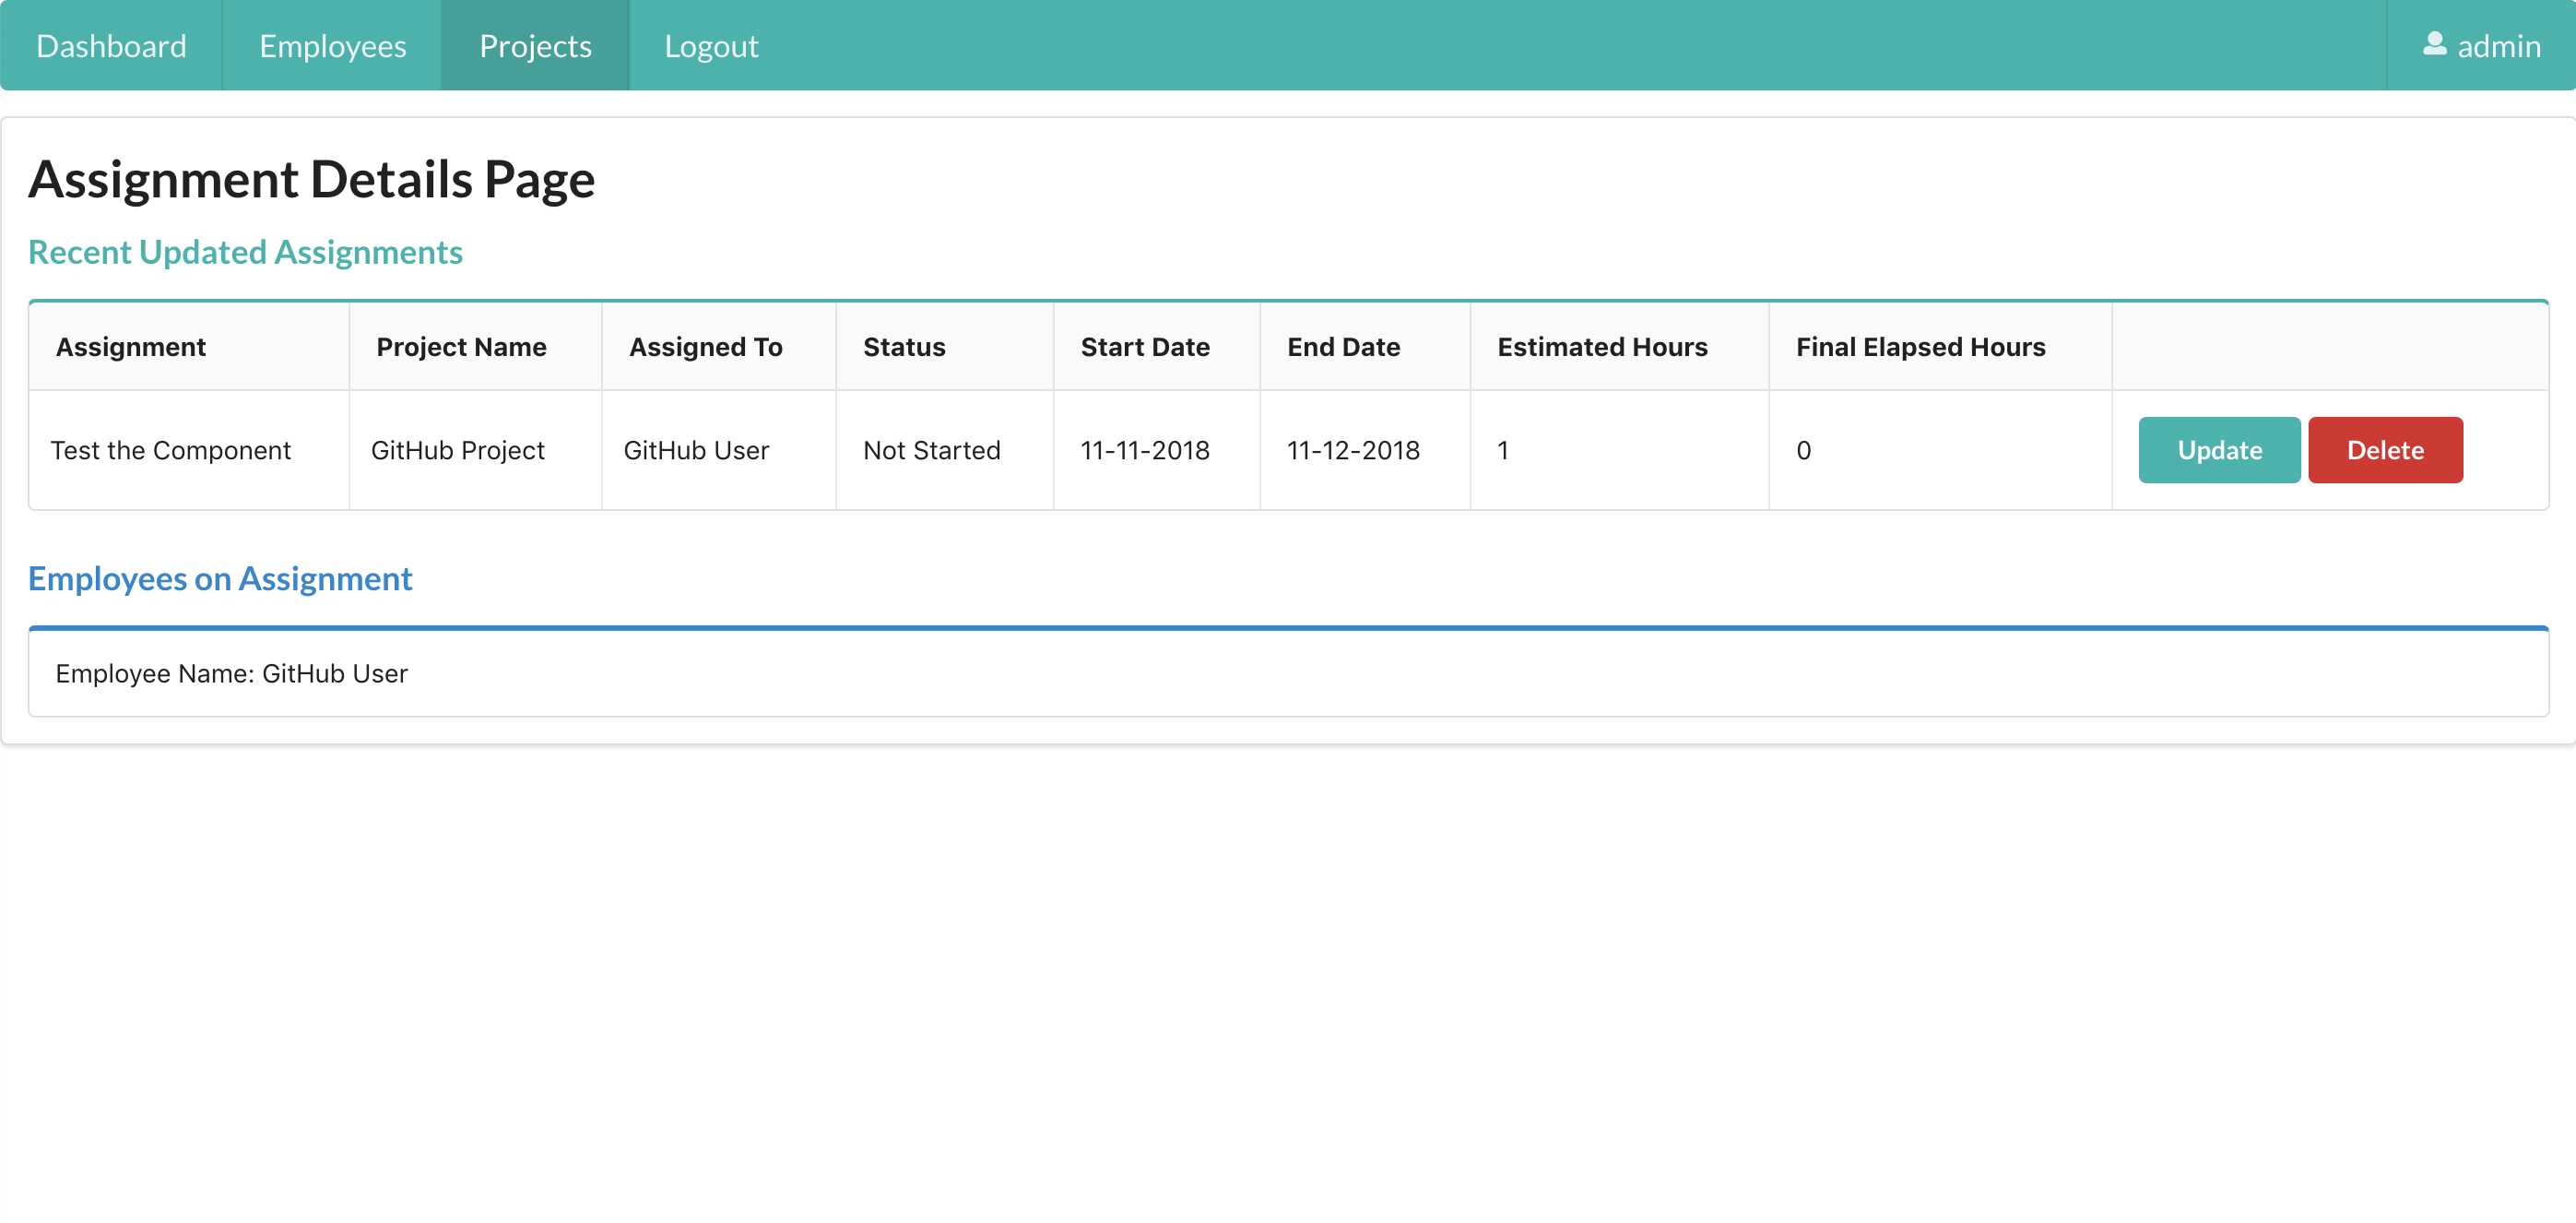 Dashboard Employees Projects Logout admin
Assignment Details Page
Recent Updated Assignments
Assignment Project Name Assigned To Status Start Date End Date Estimated Hours Final Elapsed Hours
Test the Component GitHub Project GitHub User Not Started 11-11-2018 11-12-2018 1 0 Update Delete
Employees on Assignment
Employee Name: GitHub User